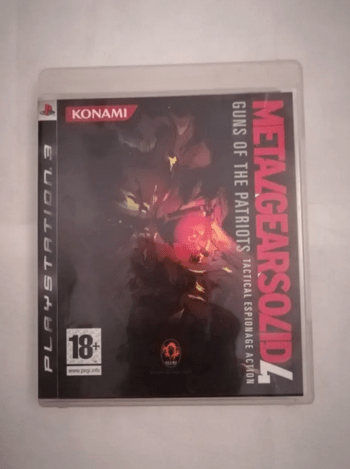 PLAYSTATION 3
KONAMI
METAL GEAR SOLID 4
GUNS OF THE PATRIOTS
TACTICAL ESPIONAGE ACTION
18+
www.pegi.info